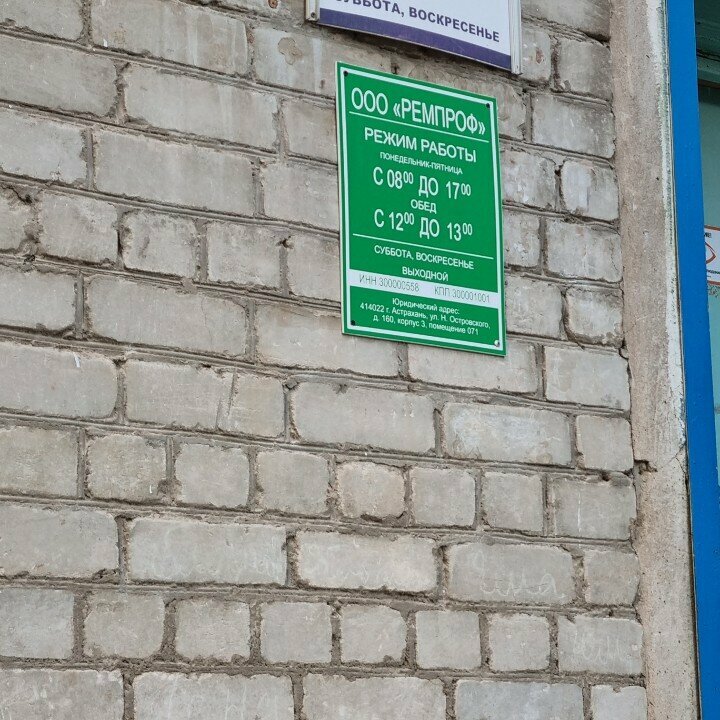 СУББОТА, ВОСКРЕСЕНЬЕ
ООО «РЕМПРОФ»
РЕЖИМ РАБОТЫ
ПОНЕДЕЛЬНИК-ПЯТНИЦА
С 08⁰⁰ ДО 17⁰⁰
ОБЕД
С 12⁰⁰ ДО 13⁰⁰
СУББОТА, ВОСКРЕСЕНЬЕ
ВЫХОДНОЙ
ИНН 300000558 КПП 300001001
Юридический адрес:
414022 г. Астрахань, ул. Н. Островского,
д. 160, корпус 3, помещение 071